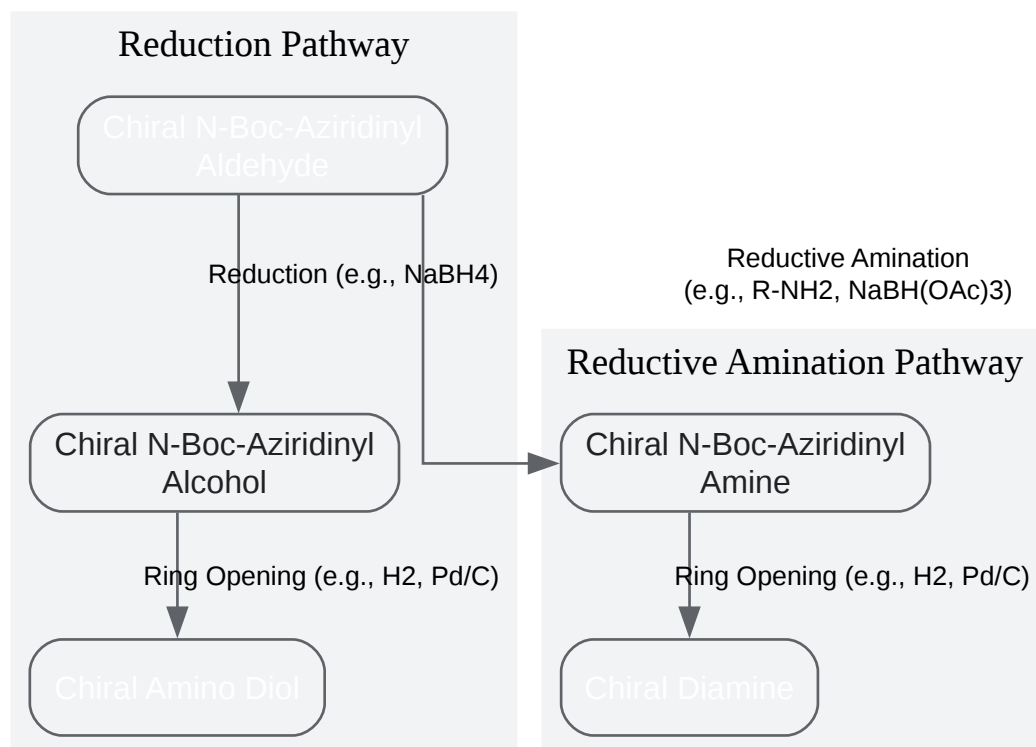 Reduction Pathway
Chiral N-Boc-Aziridinyl
Aldehyde
Reduction (e.g., NaBH4)
Reductive Amination
(e.g., R-NH2, NaBH(OAc)3)
Reductive Amination Pathway
Chiral N-Boc-Aziridinyl
Alcohol
Chiral N-Boc-Aziridinyl
Amine
Ring Opening (e.g., H2, Pd/C)
Ring Opening (e.g., H2, Pd/C)
Chiral Amino Diol
Chiral Diamine